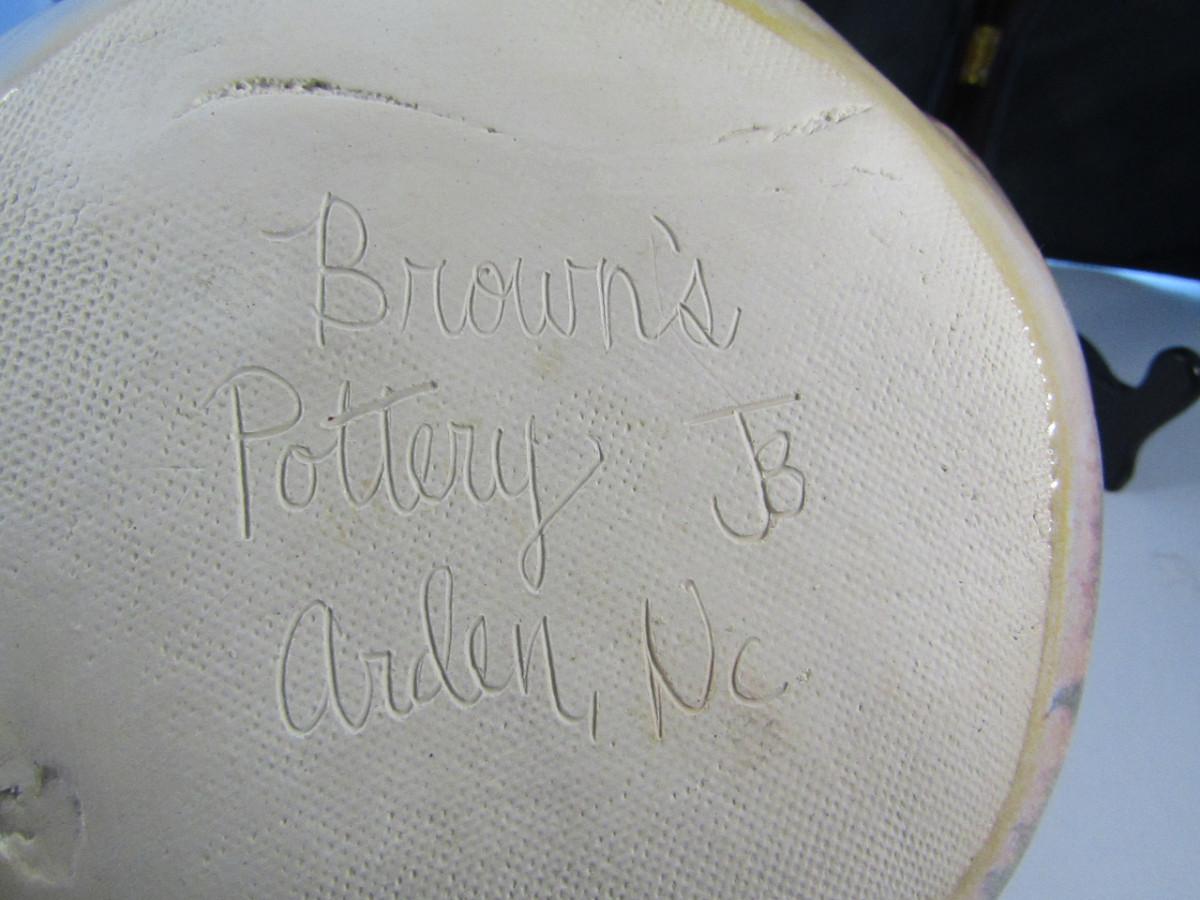 Brown's
Pottery JB
Arden, Nc.